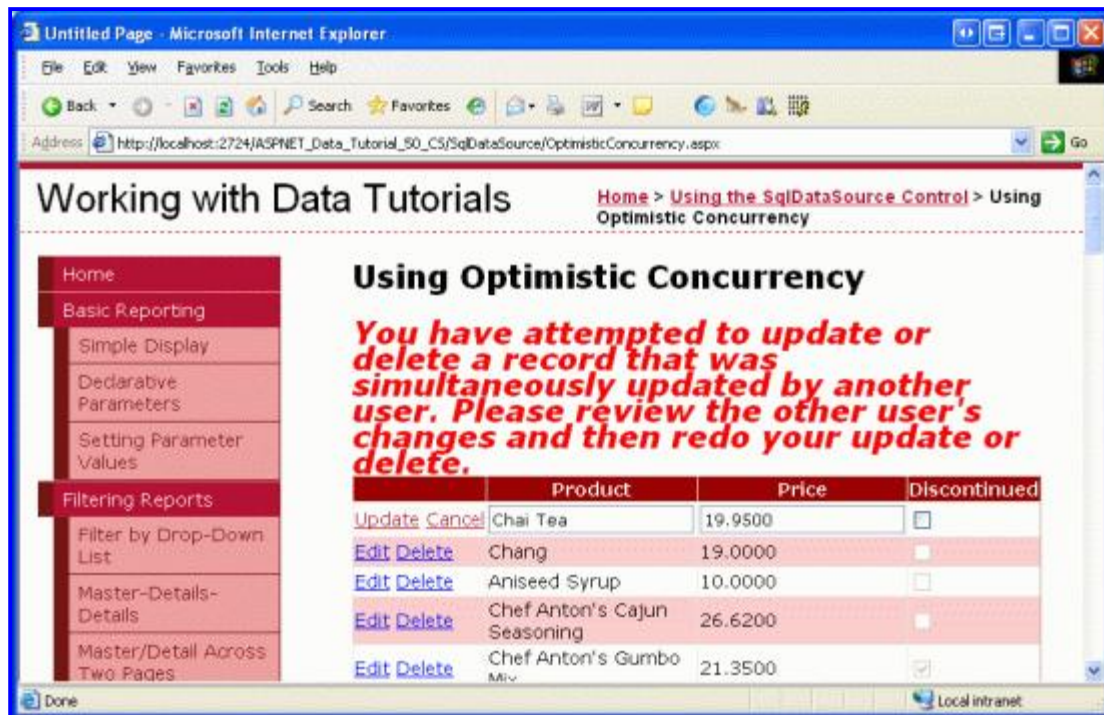 Untitled Page - Microsoft Internet Explorer
File Edit View Favorites Tools Help
Back Search Favorites
Address http://localhost:2724/ASPNET_Data_Tutorial_50_CS/SqlDataSource/OptimisticConcurrency.aspx Go
Working with Data Tutorials
Home > Using the SqlDataSource Control > Using
Optimistic Concurrency
Home
Basic Reporting
Simple Display
Declarative
Parameters
Setting Parameter
Values
Filtering Reports
Filter by Drop-Down
List
Master-Details-
Details
Master/Detail Across
Two Pages
Using Optimistic Concurrency
You have attempted to update or
delete a record that was
simultaneously updated by another
user. Please review the other user's
changes and then redo your update or
delete.
Product Price Discontinued
Update Cancel Chai Tea 19.9500
Edit Delete Chang 19.0000
Edit Delete Aniseed Syrup 10.0000
Edit Delete Chef Anton's Cajun
Seasoning 26.6200
Edit Delete Chef Anton's Gumbo
Mix 21.3500
Done Local intranet